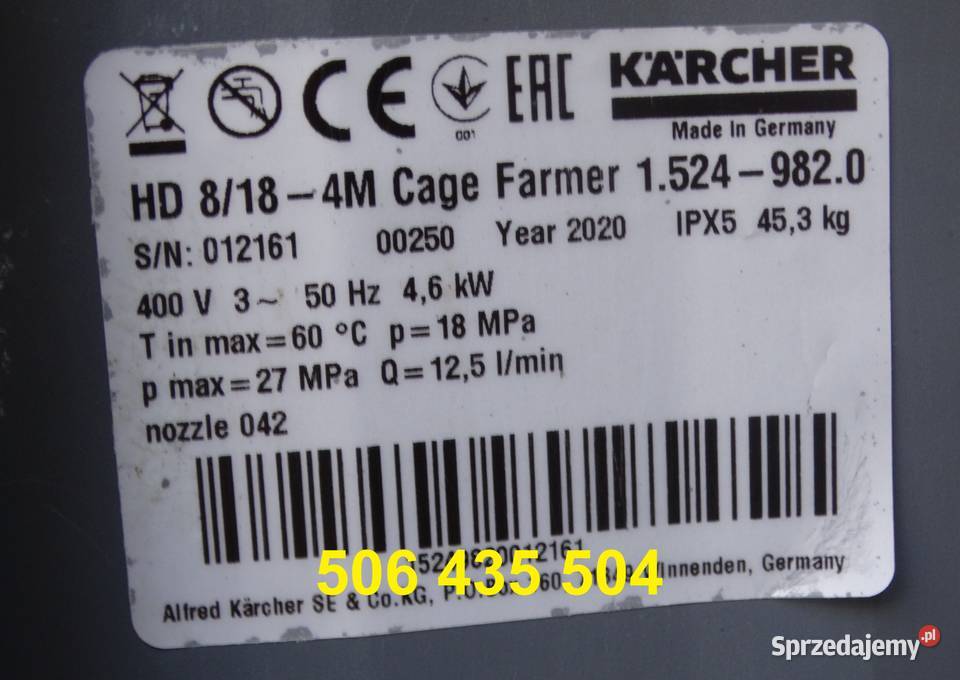 001
EAC
KÄRCHER
Made In Germany
HD 8/18-4M Cage Farmer 1.524-982.0
S/N: 012161 00250 Year 2020 IPX5 45,3 kg
400 V 3~ 50 Hz 4,6 kW
T in max=60 °C p=18 MPa
p max=27 MPa Q=12,5 l/min
nozzle 042
506 435 504
Alfred Kärcher SE & Co.KG, Winnenden, Germany
Sprzedajemy.pl